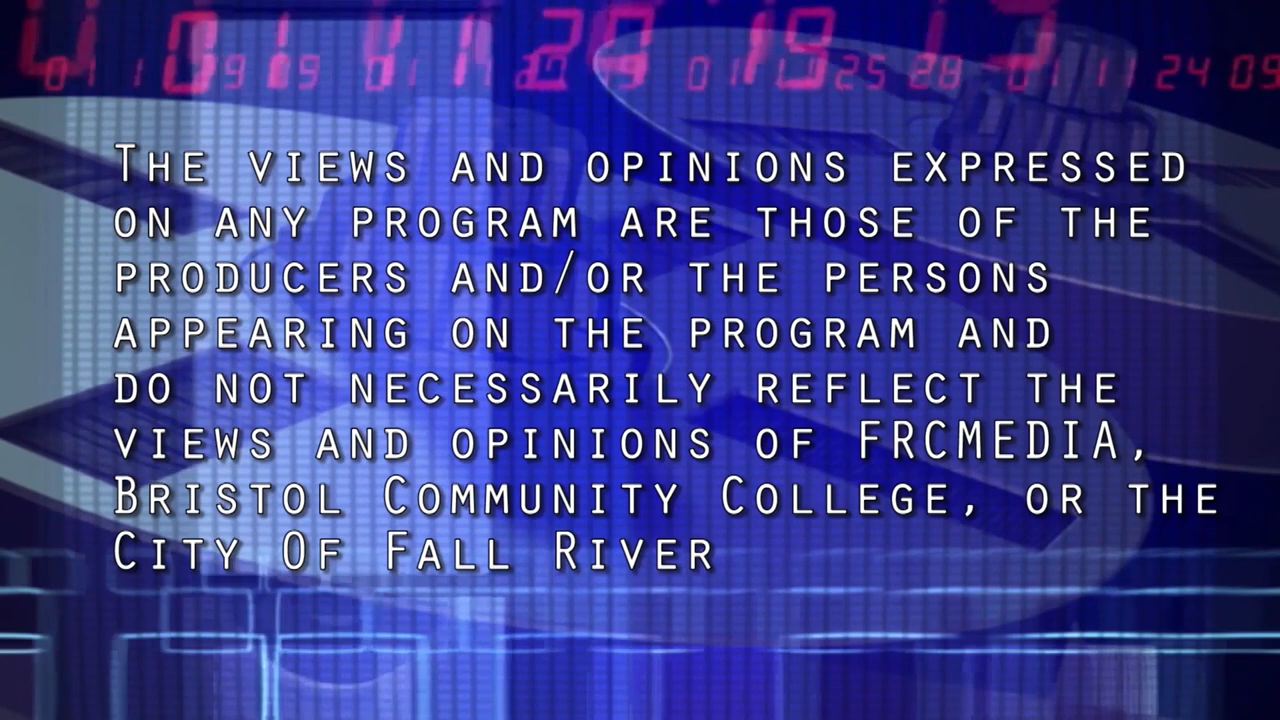 The views and opinions expressed
on any program are those of the
producers and/or the persons
appearing on the program and
do not necessarily reflect the
views and opinions of FRCMEDIA,
Bristol Community College, or the
City Of Fall River